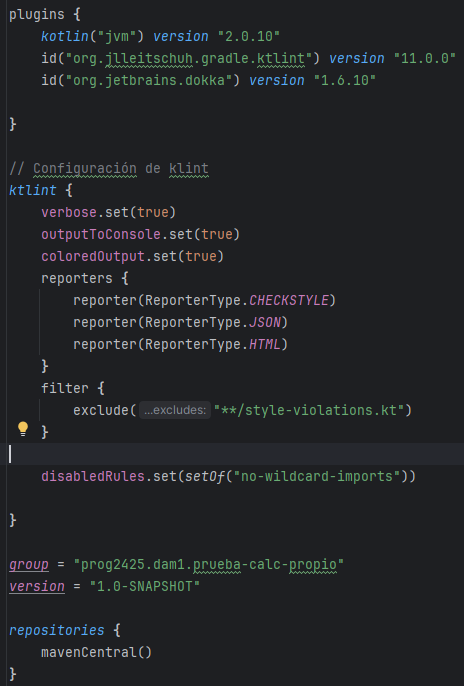 plugins {
    kotlin("jvm") version "2.0.10"
    id("org.jlleitschuh.gradle.ktlint") version "11.0.0"
    id("org.jetbrains.dokka") version "1.6.10"
}
// Configuración de klint
ktlint {
    verbose.set(true)
    outputToConsole.set(true)
    coloredOutput.set(true)
    reporters {
        reporter(ReporterType.CHECKSTYLE)
        reporter(ReporterType.JSON)
        reporter(ReporterType.HTML)
    }
    filter {
        exclude( ...excludes: "**/style-violations.kt")
    }
    disabledRules.set(setOf("no-wildcard-imports"))
}
group = "prog2425.dam1.prueba-calc-propio"
version = "1.0-SNAPSHOT"
repositories {
    mavenCentral()
}